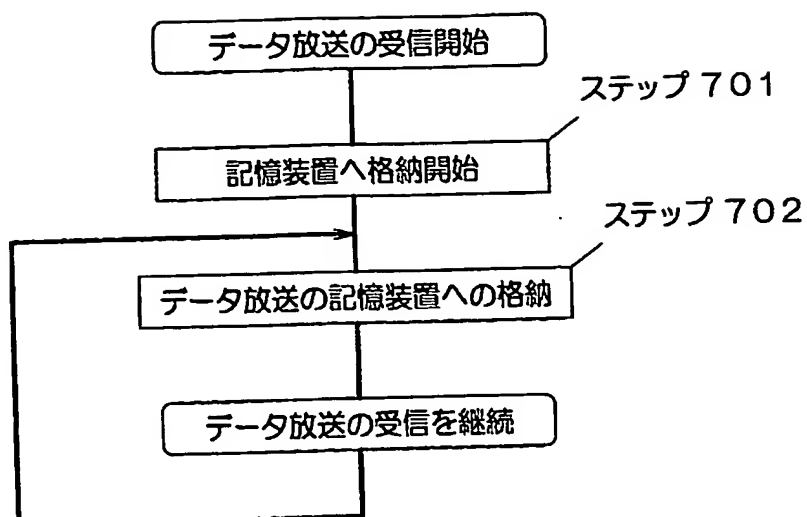 データ放送の受信開始
ステップ701
記憶装置へ格納開始
ステップ702
データ放送の記憶装置への格納
データ放送の受信を継続